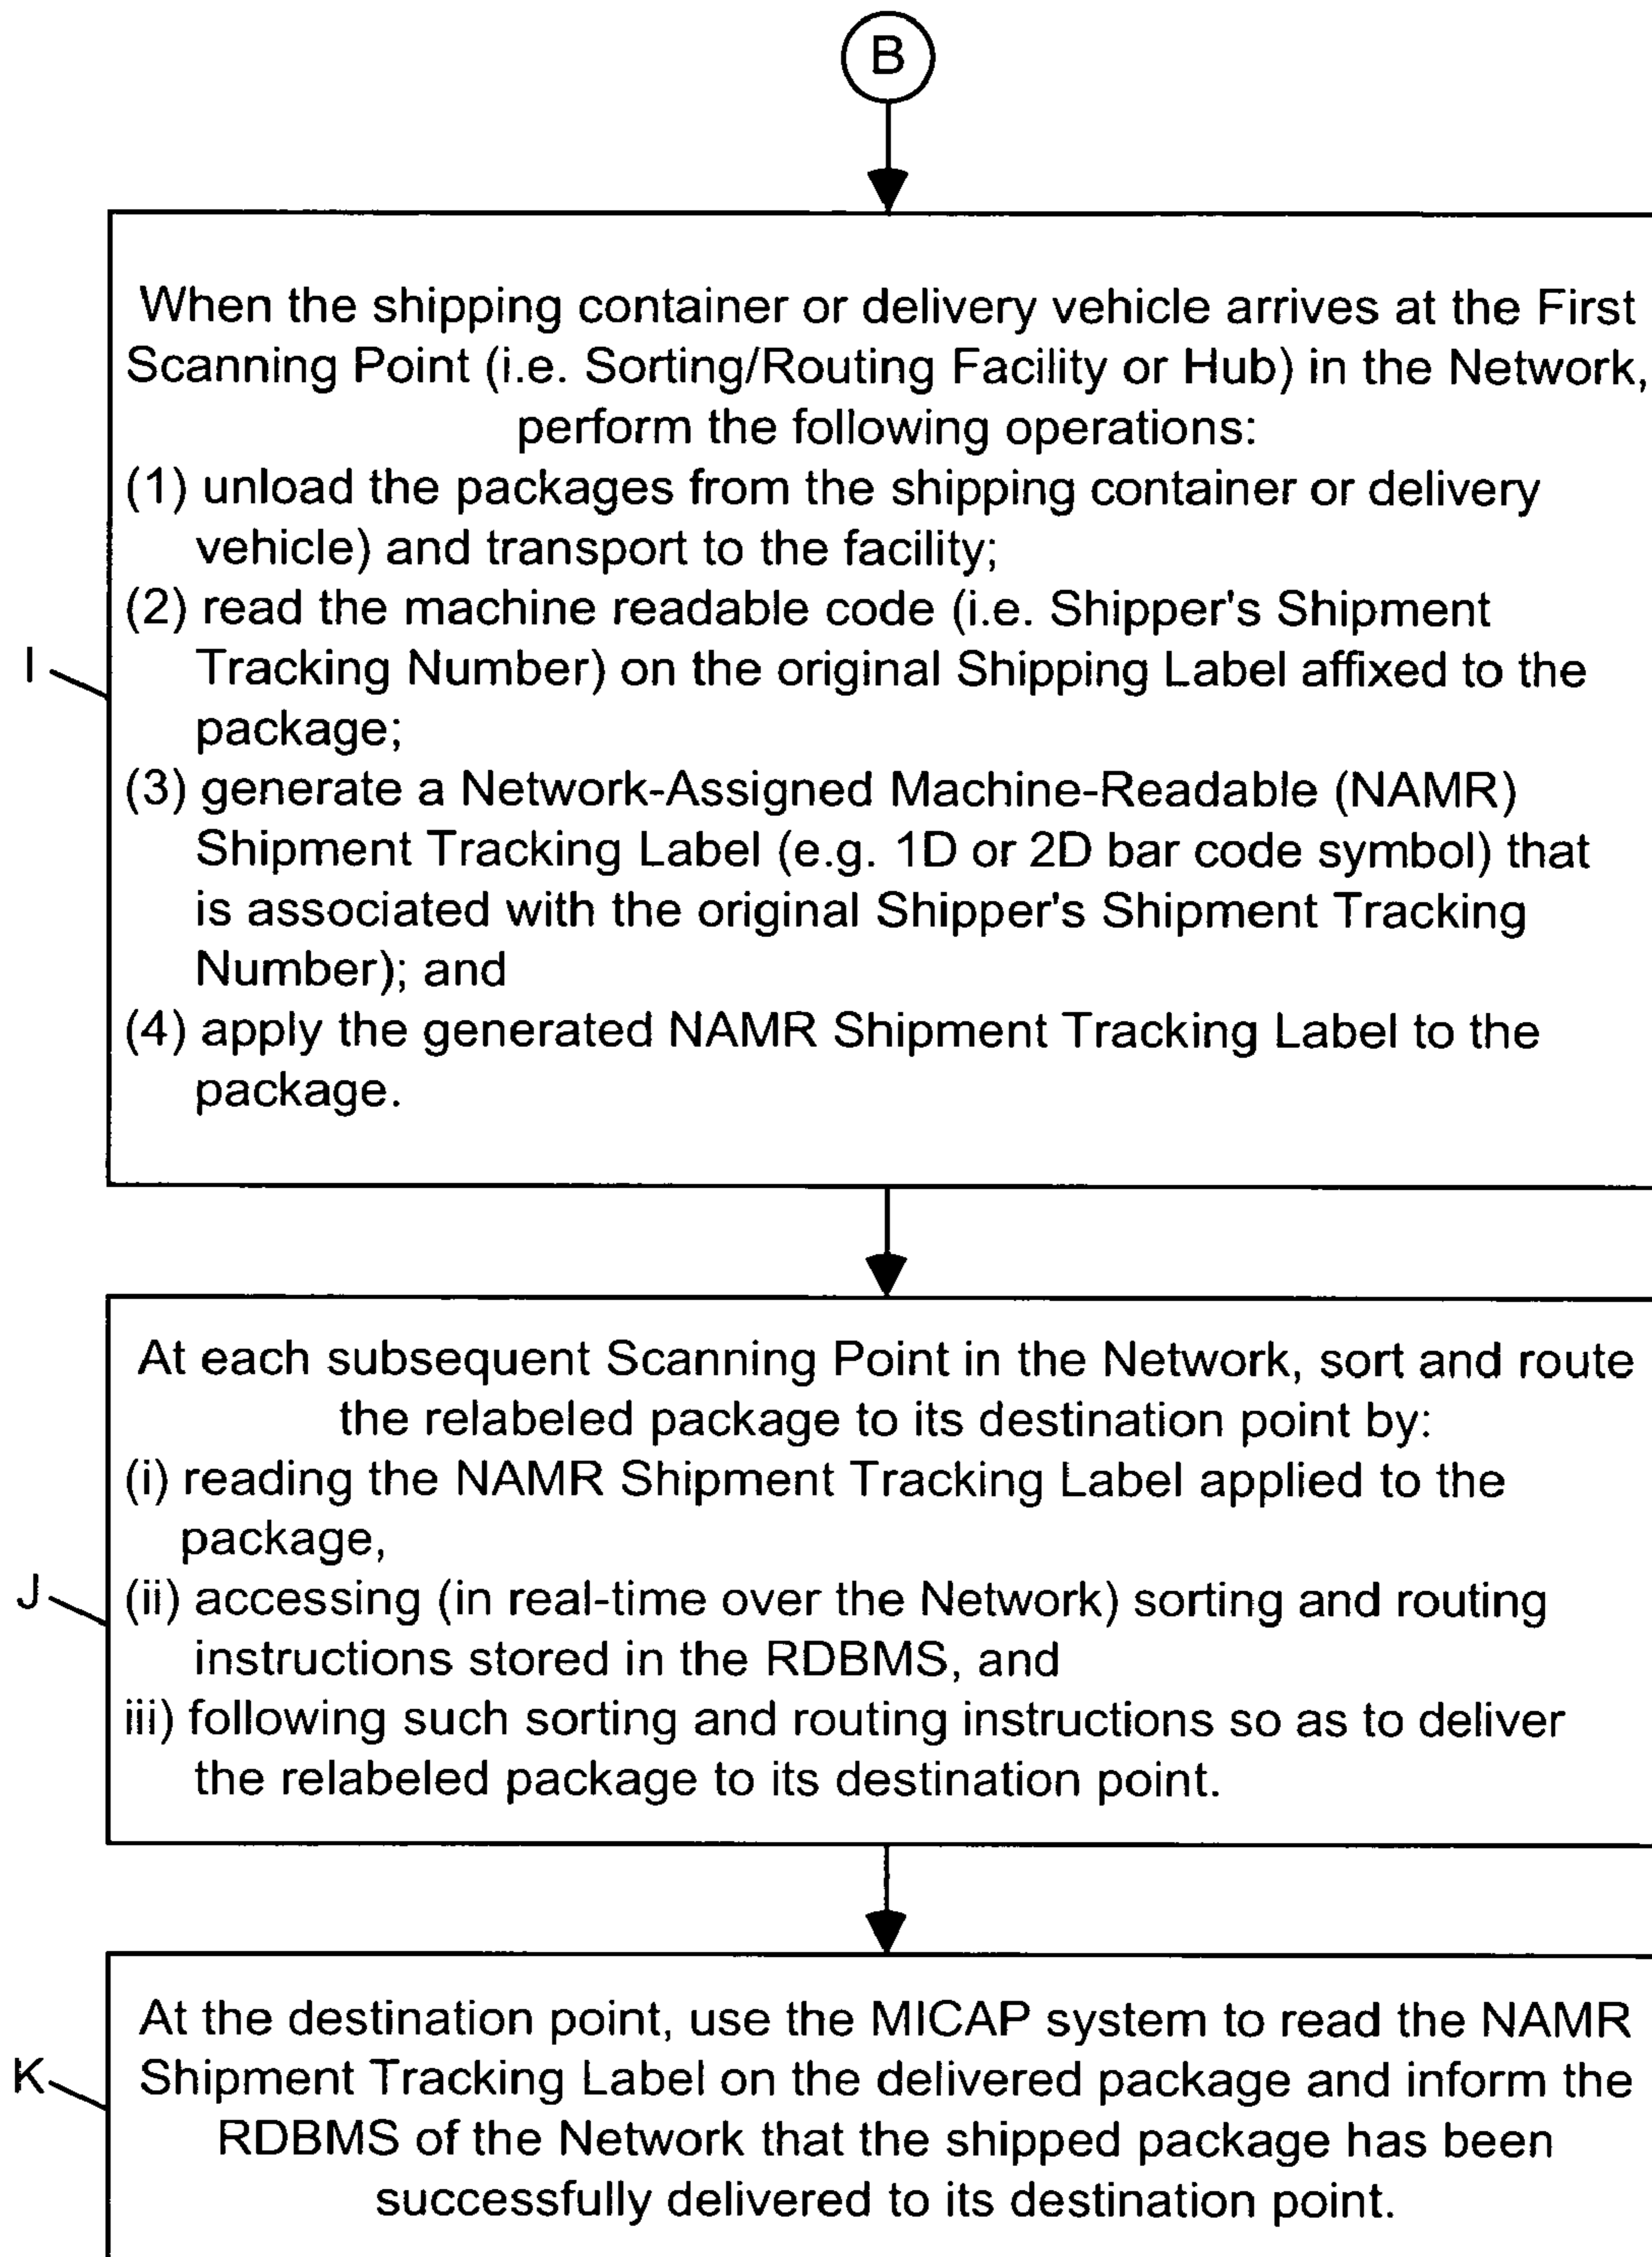 B
When the shipping container or delivery vehicle arrives at the First
Scanning Point (i.e. Sorting/Routing Facility or Hub) in the Network,
perform the following operations:
(1) unload the packages from the shipping container or delivery
vehicle) and transport to the facility;
(2) read the machine readable code (i.e. Shipper's Shipment
Tracking Number) on the original Shipping Label affixed to the
package;
(3) generate a Network-Assigned Machine-Readable (NAMR)
Shipment Tracking Label (e.g. 1D or 2D bar code symbol) that
is associated with the original Shipper's Shipment Tracking
Number); and
(4) apply the generated NAMR Shipment Tracking Label to the
package.
I
At each subsequent Scanning Point in the Network, sort and route
the relabeled package to its destination point by:
(i) reading the NAMR Shipment Tracking Label applied to the
package,
(ii) accessing (in real-time over the Network) sorting and routing
instructions stored in the RDBMS, and
iii) following such sorting and routing instructions so as to deliver
the relabeled package to its destination point.
J
At the destination point, use the MICAP system to read the NAMR
Shipment Tracking Label on the delivered package and inform the
RDBMS of the Network that the shipped package has been
successfully delivered to its destination point.
K